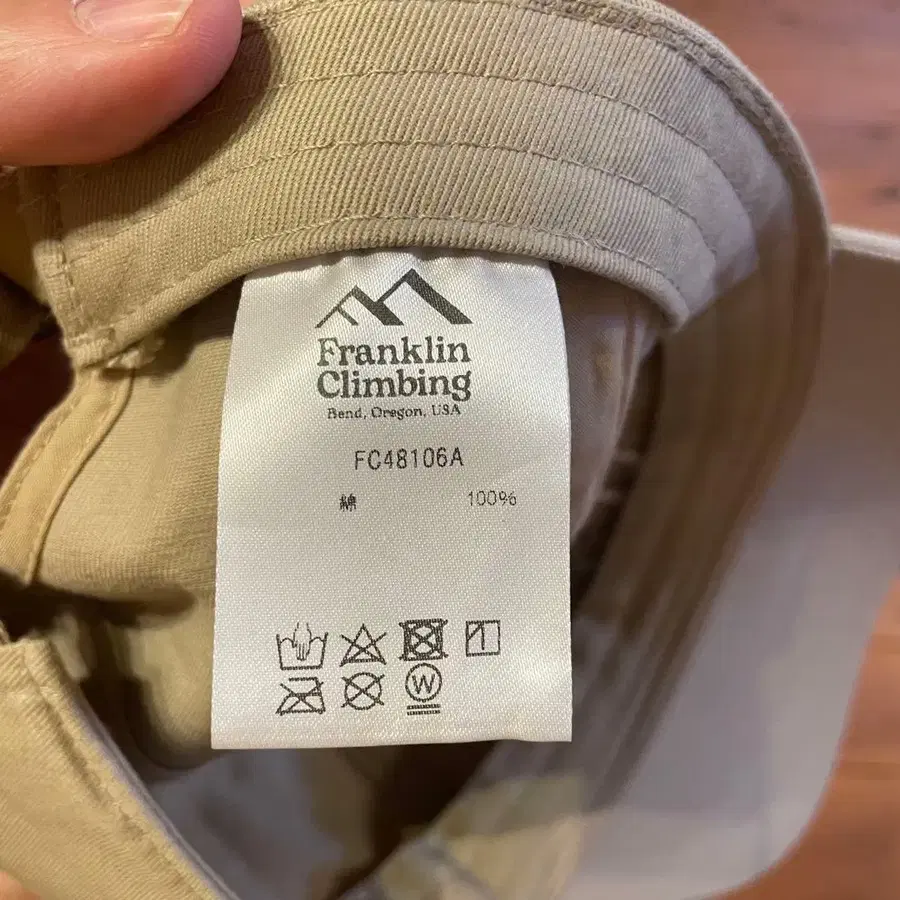 Franklin
Climbing
Bend, Oregon, USA
FC48106A
綿 100%
W